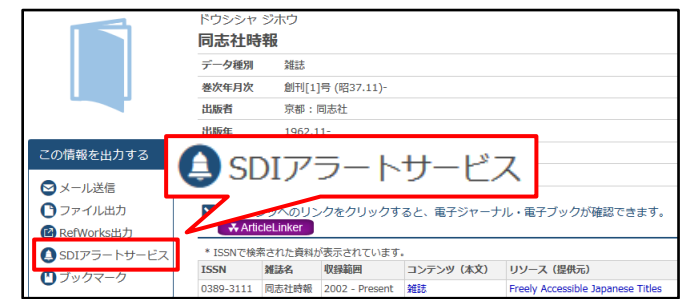 ドウシシャ ジホウ
同志社時報
データ種別 雑誌
巻次年月次 創刊[1]号 (昭37.11)-
出版者 京都 : 同志社
出版年 1962.11-
この情報を出力する
SDIアラートサービス
メール送信
へのリンクをクリックすると、電子ジャーナル・電子ブックが確認できます。
ファイル出力
ArticleLinker
RefWorks出力
* ISSNで検索された資料が表示されています。
SDIアラートサービス
ISSN 雑誌名 収録範囲 コンテンツ（本文） リソース（提供元）
ブックマーク
0389-3111 同志社時報 2002 - Present 雑誌 Freely Accessible Japanese Titles